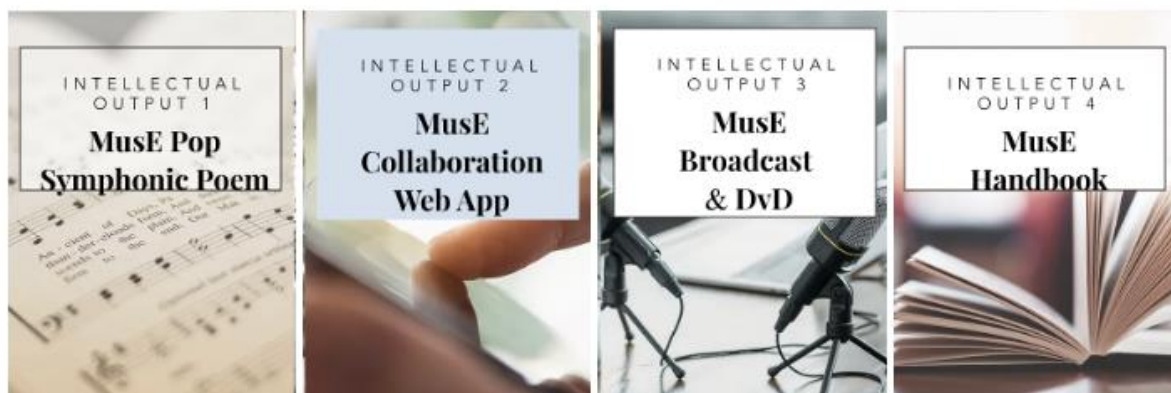 INTELLECTUAL
OUTPUT 1
MusE Pop
Symphonic Poem
INTELLECTUAL
OUTPUT 2
MusE
Collaboration
Web App
INTELLECTUAL
OUTPUT 3
MusE
Broadcast
& DvD
INTELLECTUAL
OUTPUT 4
MusE
Handbook